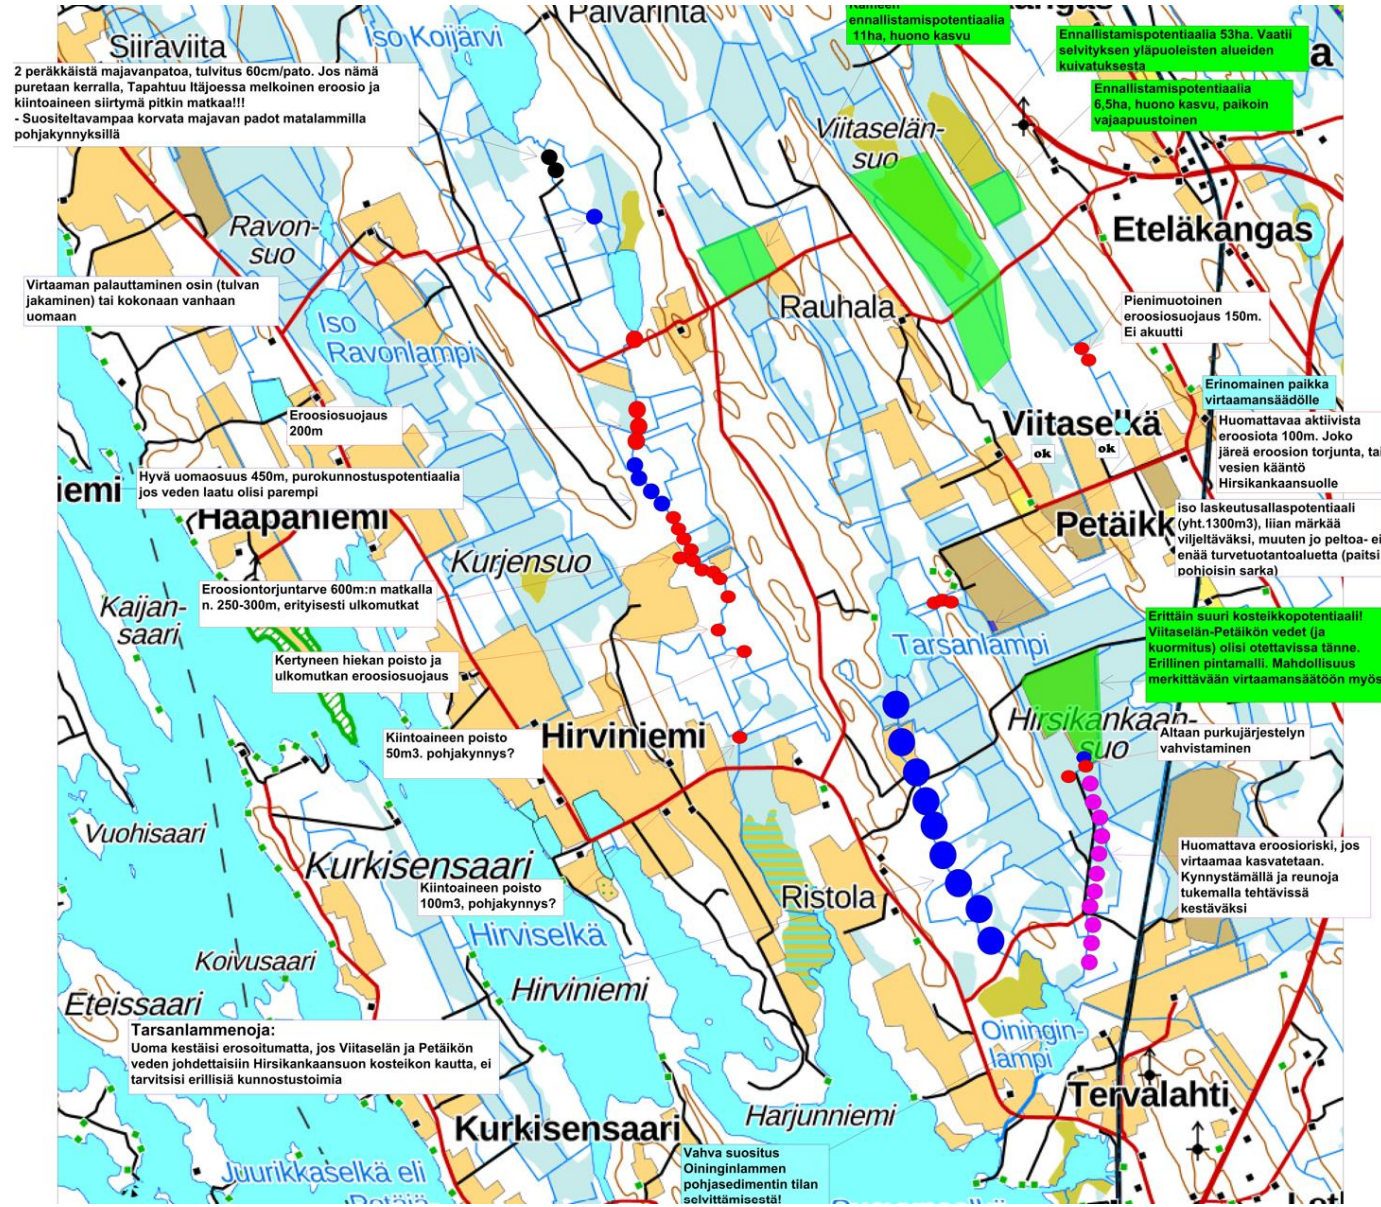 Päivärinta
Siiraviita
Iso Koijärvi
ennallistamispotentiaalia
11ha, huono kasvu
Ennallistamispotentiaalia 53ha. Vaatii
selvityksen yläpuoleisten alueiden
kuivatuksesta
a
Ennallistamispotentiaalia
6,5ha, huono kasvu, paikoin
vajaapuustoinen
2 peräkkäistä majavanpatoa, tulvitus 60cm/pato. Jos nämä
puretaan kerralla, Tapahtuu Itäjoessa melkoinen eroosio ja
kiintoaineen siirtymä pitkin matkaa!!!
- Suositeltavampaa korvata majavan padot matalammilla
pohjakynnyksillä
Viitaselän-
suo
Ravon-
suo
Eteläkangas
Virtaaman palauttaminen osin (tulvan
jakaminen) tai kokonaan vanhaan
uomaan
Iso
Ravonlampi
Rauhala
Pienimuotoinen
eroosiosuojaus 150m.
Ei akuutti
Erinomainen paikka
virtaamansäädölle
Eroosiosuojaus
200m
Viitaselkä
ok
ok
Huomattavaa aktiivista
eroosiota 100m. Joko
järeä eroosion torjunta, tai
vesien kääntö
Hirsikankaansuolle
Hyvä uomaosuus 450m, purokunnostuspotentiaalia
jos veden laatu olisi parempi
iemi
Haapaniemi
Petäikk
iso laskeutusallaspotentiaali
(yht.1300m3), liian märkää
viljeltäväksi, muuten jo peltoa- ei
enää turvetuotantoaluetta (paitsi
pohjoisin sarka)
Kurjensuo
Eroosiontorjuntarve 600m:n matkalla
n. 250-300m, erityisesti ulkomutkat
Kaijan-
saari
Tarsanlampi
Erittäin suuri kosteikkopotentiaali!
Viitaselän-Petäikön vedet (ja
kuormitus) olisi otettavissa tänne.
Erillinen pintamalli. Mahdollisuus
merkittävään virtaamansäätöön myös
Kertyneen hiekan poisto ja
ulkomutkan eroosiosuojaus
Hirsikankaan-
suo
Kiintoaineen poisto
50m3. pohjakynnys?
Hirviniemi
Altaan purkujärjestelyn
vahvistaminen
Vuohisaari
Kurkisensaari
Huomattava eroosioriski, jos
virtaamaa kasvatetaan.
Kynnystämällä ja reunoja
tukemalla tehtävissä
kestäväksi
Kiintoaineen poisto
100m3, pohjakynnys?
Ristola
Hirviselkä
Koivusaari
Hirviniemi
Eteissaari
Tarsanlammenoja:
Uoma kestäisi erosoitumatta, jos Viitaselän ja Petäikön
veden johdettaisiin Hirsikankaansuon kosteikon kautta, ei
tarvitsisi erillisiä kunnostustoimia
Oiningin-
lampi
Tervalahti
Harjunniemi
Kurkisensaari
Vahva suositus
Oininginlammen
pohjasedimentin tilan
selvittämisestä!
Juurikkaselkä eli